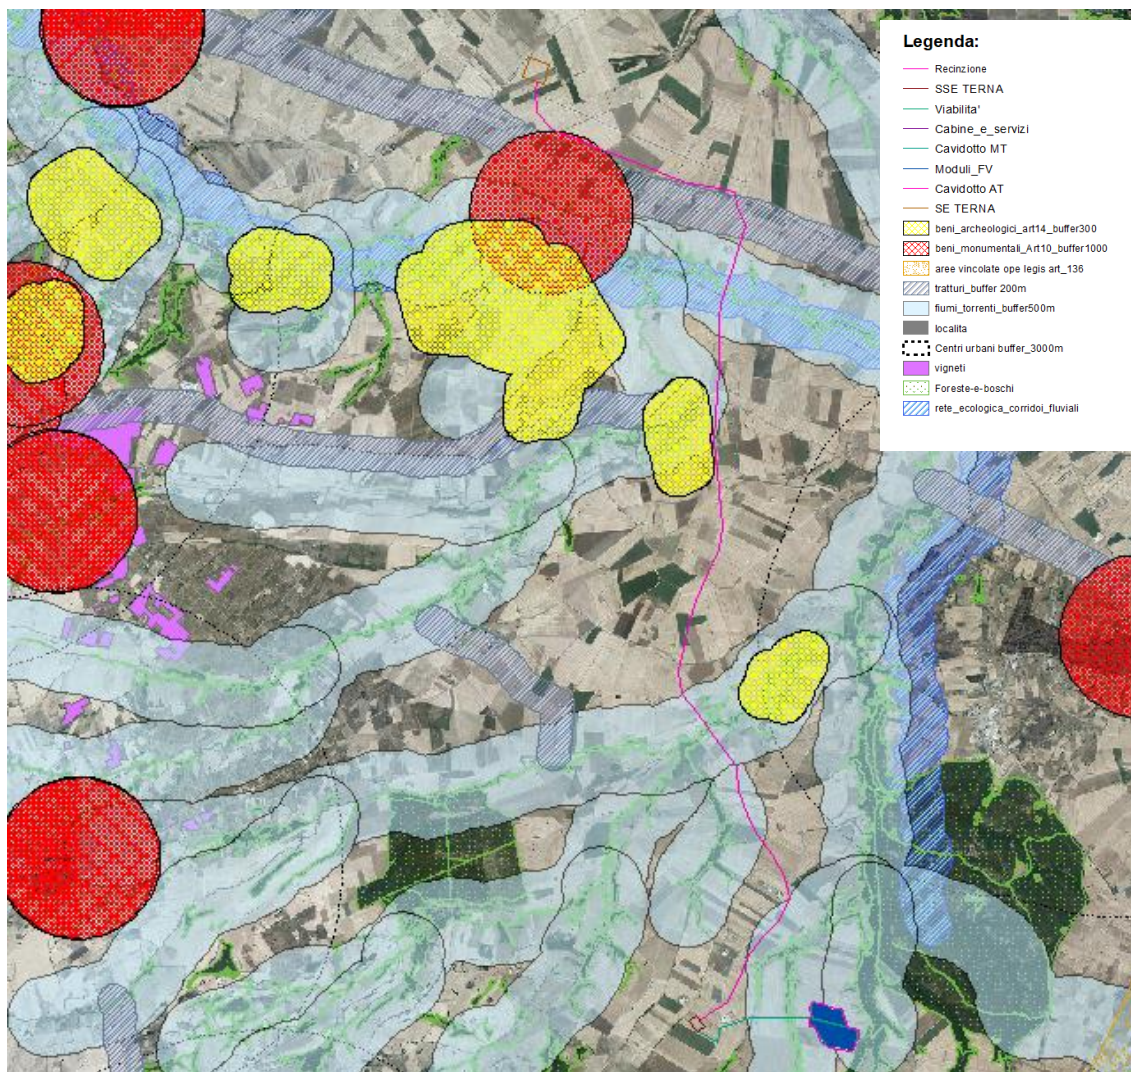 Legenda:
Recinzione
SSE TERNA
Viabilita'
Cabine_e_servizi
Cavidotto MT
Moduli_FV
Cavidotto AT
SE TERNA
beni_archeologici_art14_buffer300
beni_monumentali_Art10_buffer1000
aree vincolate ope legis art_136
tratturi_buffer 200m
fiumi_torrenti_buffer500m
localita
Centri urbani buffer_3000m
vigneti
Foreste-e-boschi
rete_ecologica_corridoi_fluviali